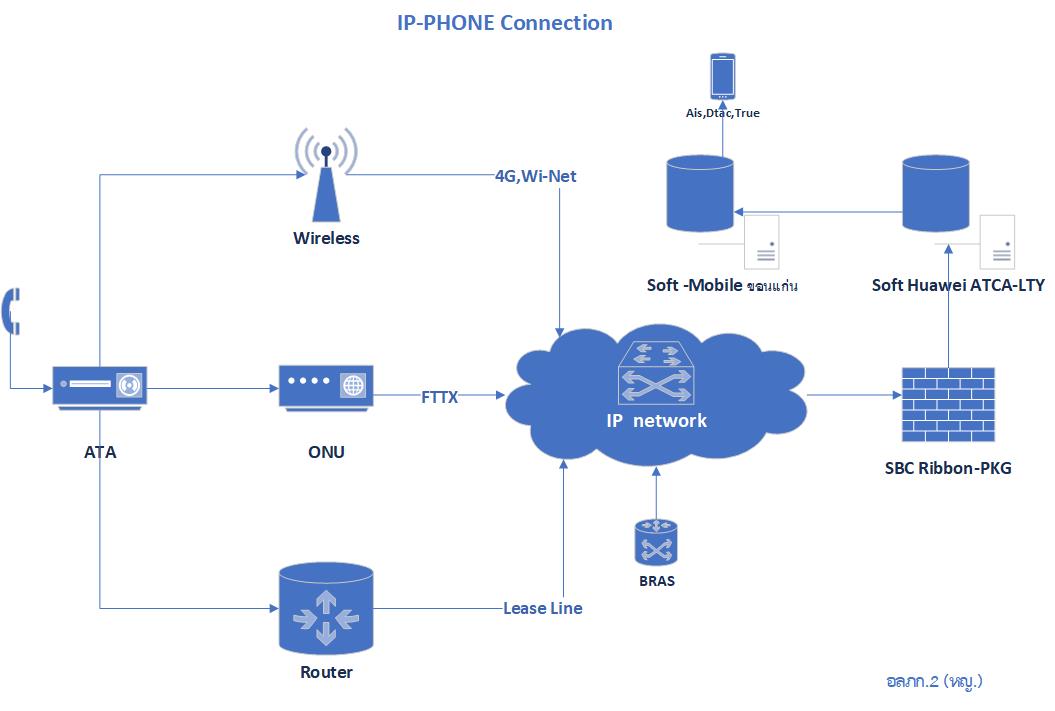 IP-PHONE Connection
Ais,Dtac,True
4G,Wi-Net
Wireless
Soft -Mobile ขอนแก่น
Soft Huawei ATCA-LTY
FTTX
IP network
ATA
ONU
SBC Ribbon-PKG
BRAS
Lease Line
Router
อสภก.2 (หญ.)